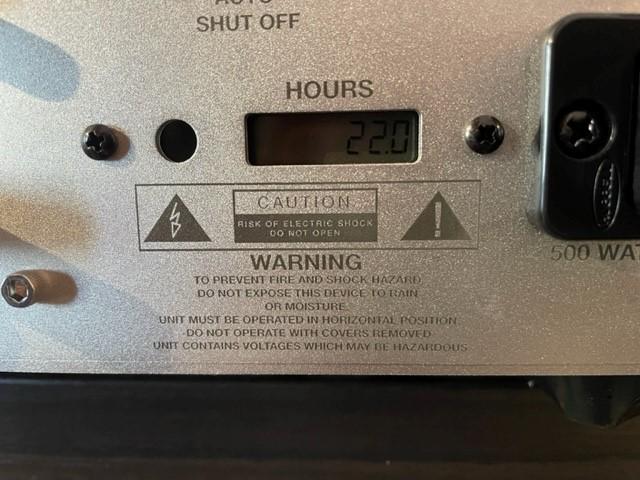 SHUT OFF
HOURS
22.0
CAUTION
RISK OF ELECTRIC SHOCK
DO NOT OPEN
WARNING
TO PREVENT FIRE AND SHOCK HAZARD
DO NOT EXPOSE THIS DEVICE TO RAIN
OR MOISTURE.
UNIT MUST BE OPERATED IN HORIZONTAL POSITION.
DO NOT OPERATE WITH COVERS REMOVED
UNIT CONTAINS VOLTAGES WHICH MAY BE HAZARDOUS
500